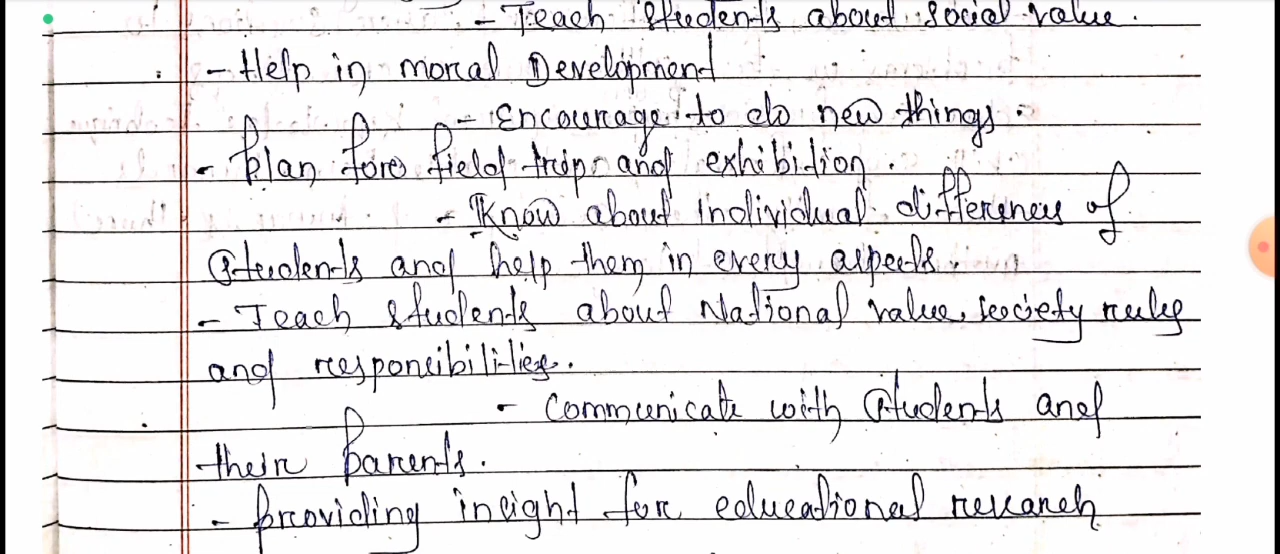 - Teach Students about social value.
- Help in moral Development
- Encourage to do new things.
- Plan for field trip and exhibition.
- Know about individual differences of
Students and help them in every aspects.
- Teach students about National value, society rules
and responcibilities.
- Communicate with Students and
their parents.
- providing insight for educational research